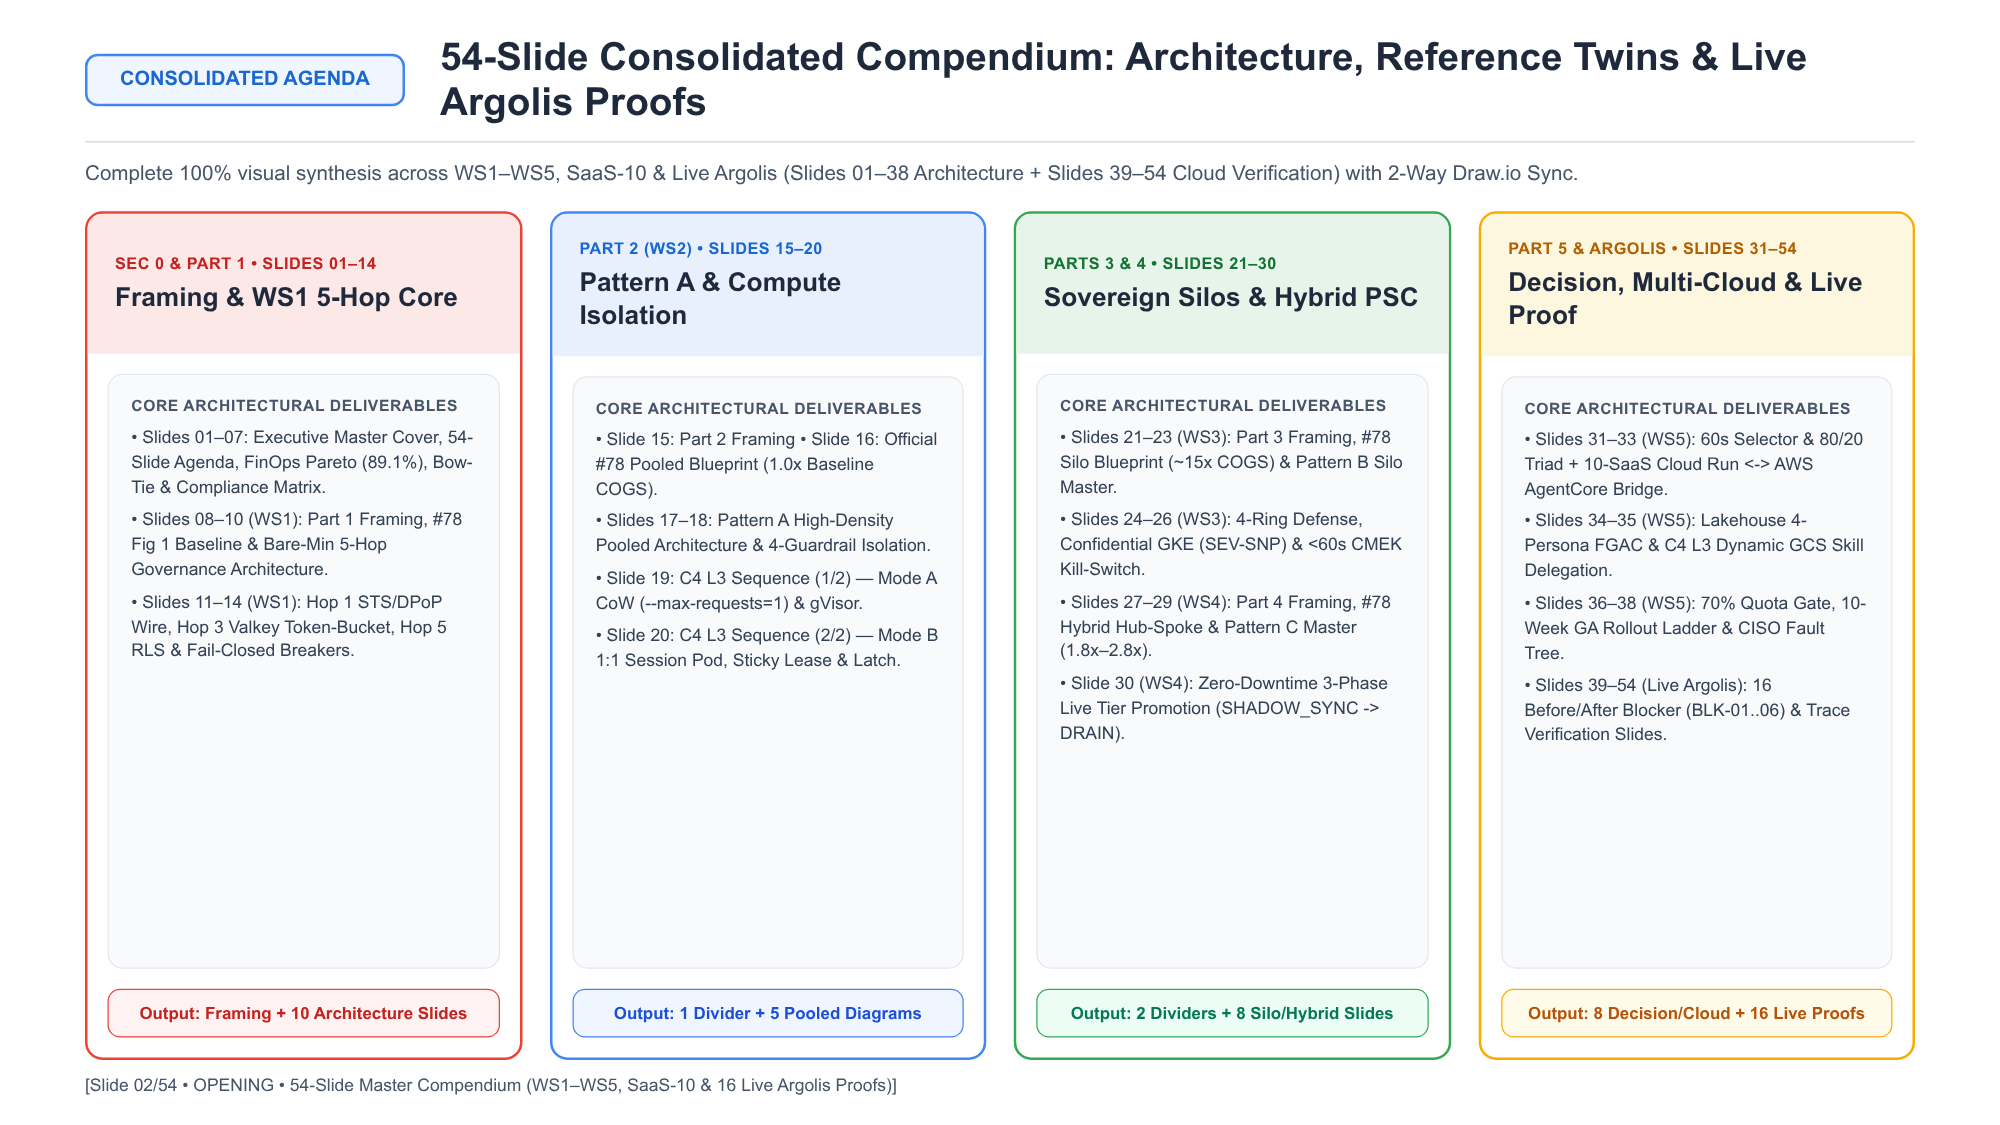 CONSOLIDATED AGENDA
54-Slide Consolidated Compendium: Architecture, Reference Twins & Live
Argolis Proofs
Complete 100% visual synthesis across WS1–WS5, SaaS-10 & Live Argolis (Slides 01–38 Architecture + Slides 39–54 Cloud Verification) with 2-Way Draw.io Sync.
SEC 0 & PART 1 • SLIDES 01–14
Framing & WS1 5-Hop Core
CORE ARCHITECTURAL DELIVERABLES
• Slides 01–07: Executive Master Cover, 54-
Slide Agenda, FinOps Pareto (89.1%), Bow-
Tie & Compliance Matrix.
• Slides 08–10 (WS1): Part 1 Framing, #78
Fig 1 Baseline & Bare-Min 5-Hop
Governance Architecture.
• Slides 11–14 (WS1): Hop 1 STS/DPoP
Wire, Hop 3 Valkey Token-Bucket, Hop 5
RLS & Fail-Closed Breakers.
Output: Framing + 10 Architecture Slides
PART 2 (WS2) • SLIDES 15–20
Pattern A & Compute
Isolation
CORE ARCHITECTURAL DELIVERABLES
• Slide 15: Part 2 Framing • Slide 16: Official
#78 Pooled Blueprint (1.0x Baseline
COGS).
• Slides 17–18: Pattern A High-Density
Pooled Architecture & 4-Guardrail Isolation.
• Slide 19: C4 L3 Sequence (1/2) — Mode A
CoW (--max-requests=1) & gVisor.
• Slide 20: C4 L3 Sequence (2/2) — Mode B
1:1 Session Pod, Sticky Lease & Latch.
Output: 1 Divider + 5 Pooled Diagrams
PARTS 3 & 4 • SLIDES 21–30
Sovereign Silos & Hybrid PSC
CORE ARCHITECTURAL DELIVERABLES
• Slides 21–23 (WS3): Part 3 Framing, #78
Silo Blueprint (~15x COGS) & Pattern B Silo
Master.
• Slides 24–26 (WS3): 4-Ring Defense,
Confidential GKE (SEV-SNP) & <60s CMEK
Kill-Switch.
• Slides 27–29 (WS4): Part 4 Framing, #78
Hybrid Hub-Spoke & Pattern C Master
(1.8x–2.8x).
• Slide 30 (WS4): Zero-Downtime 3-Phase
Live Tier Promotion (SHADOW_SYNC ->
DRAIN).
Output: 2 Dividers + 8 Silo/Hybrid Slides
PART 5 & ARGOLIS • SLIDES 31–54
Decision, Multi-Cloud & Live
Proof
CORE ARCHITECTURAL DELIVERABLES
• Slides 31–33 (WS5): 60s Selector & 80/20
Triad + 10-SaaS Cloud Run <-> AWS
AgentCore Bridge.
• Slides 34–35 (WS5): Lakehouse 4-
Persona FGAC & C4 L3 Dynamic GCS Skill
Delegation.
• Slides 36–38 (WS5): 70% Quota Gate, 10-
Week GA Rollout Ladder & CISO Fault
Tree.
• Slides 39–54 (Live Argolis): 16
Before/After Blocker (BLK-01..06) & Trace
Verification Slides.
Output: 8 Decision/Cloud + 16 Live Proofs
[Slide 02/54 • OPENING • 54-Slide Master Compendium (WS1–WS5, SaaS-10 & 16 Live Argolis Proofs)]